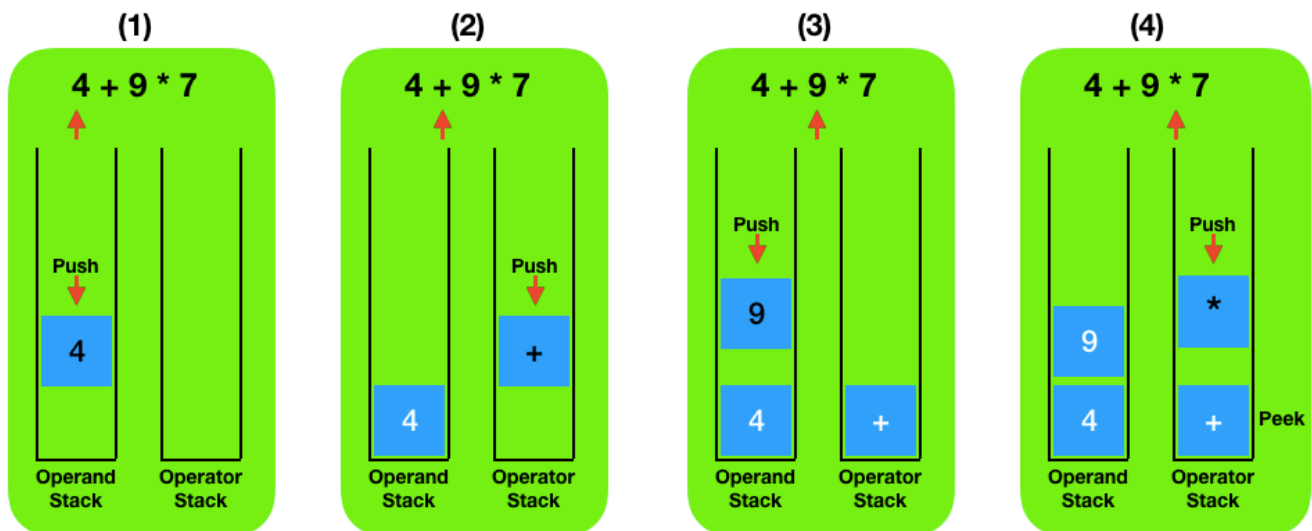 (1)
4 + 9 * 7
Push
4
Operand
Stack
Operator
Stack
(2)
4 + 9 * 7
Push
+
4
Operand
Stack
Operator
Stack
(3)
4 + 9 * 7
Push
9
4
+
Operand
Stack
Operator
Stack
(4)
4 + 9 * 7
Push
*
9
4
+
Peek
Operand
Stack
Operator
Stack